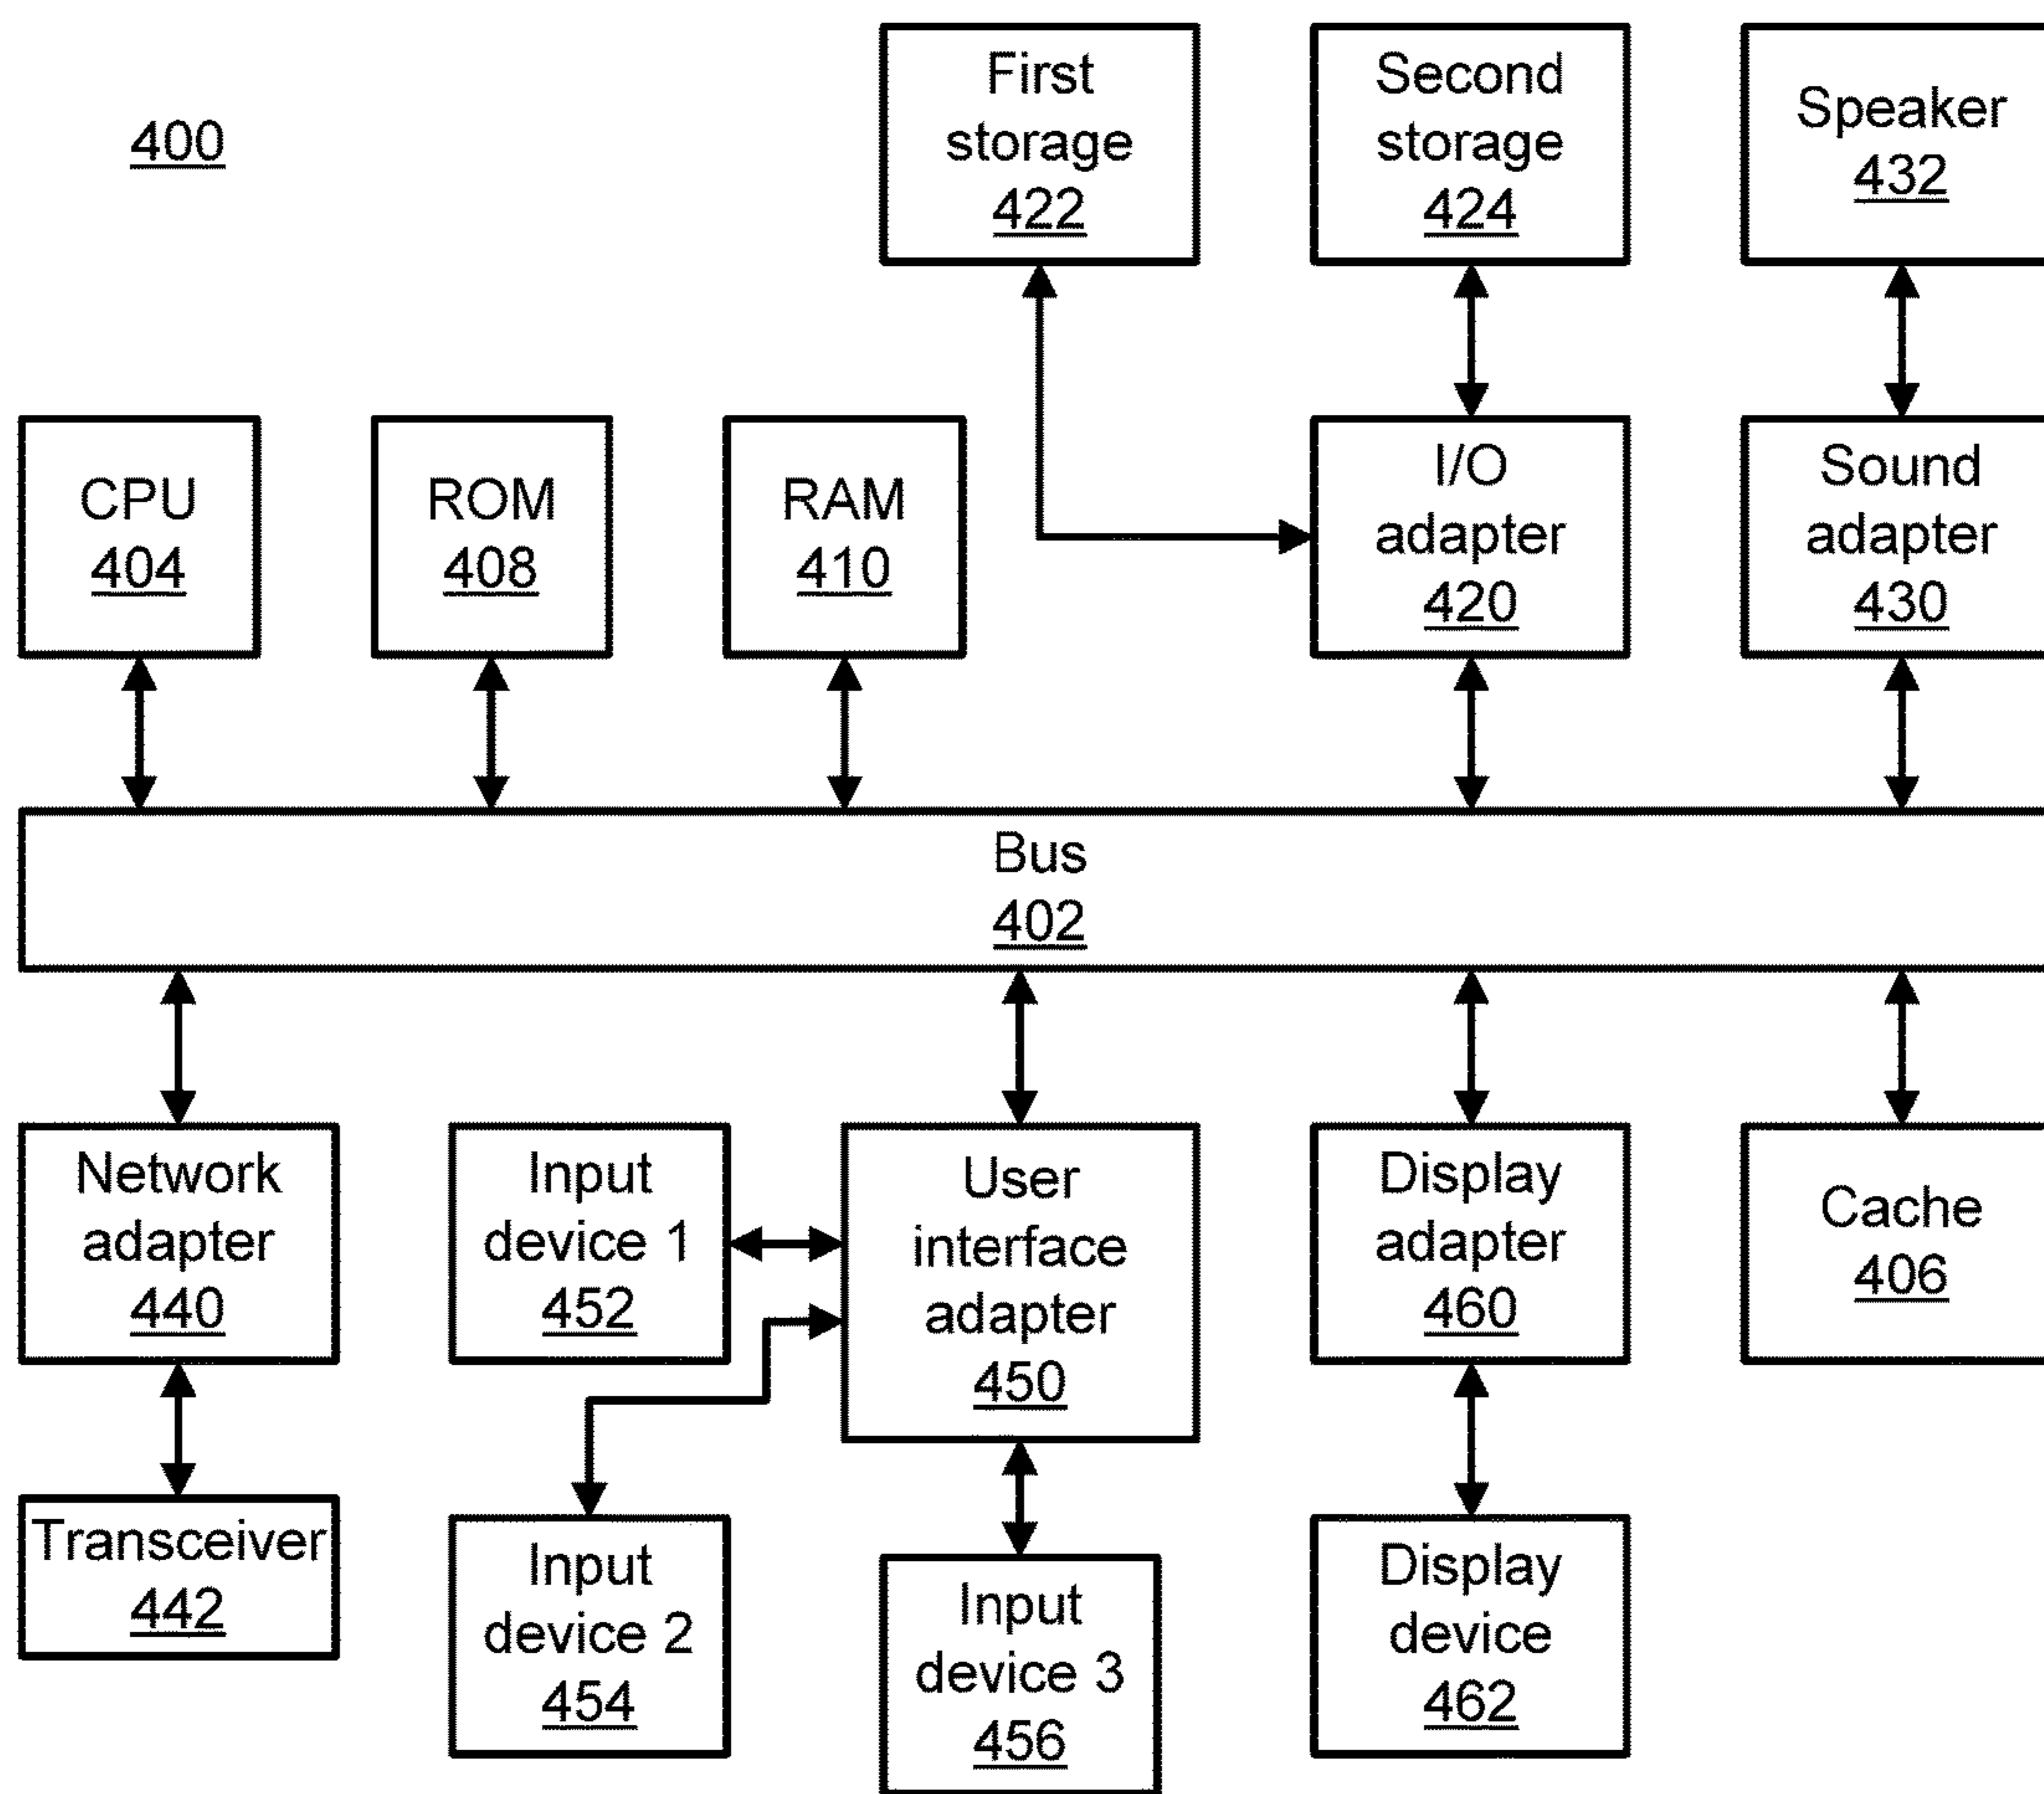 400
First
storage
422
Second
storage
424
Speaker
432
CPU
404
ROM
408
RAM
410
I/O
adapter
420
Sound
adapter
430
Bus
402
Network
adapter
440
Input
device 1
452
User
interface
adapter
450
Display
adapter
460
Cache
406
Transceiver
442
Input
device 2
454
Input
device 3
456
Display
device
462